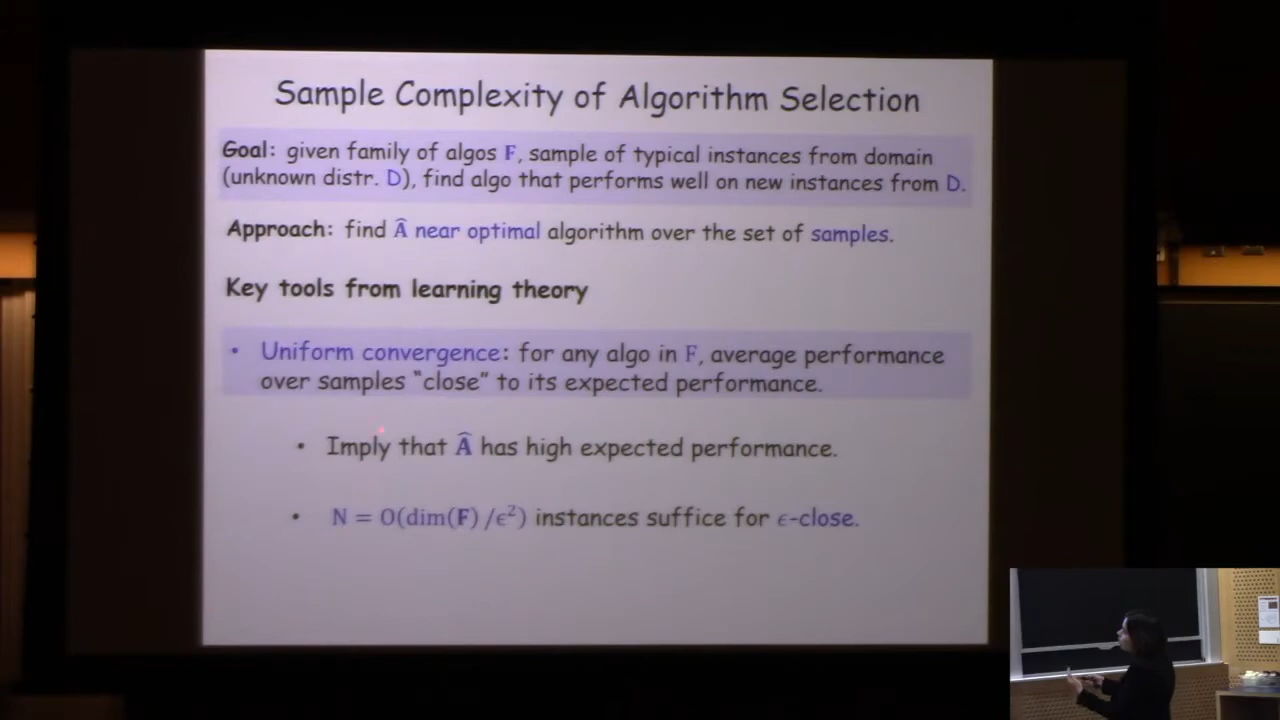 Sample Complexity of Algorithm Selection
Goal: given family of algos F, sample of typical instances from domain
(unknown distr. D), find algo that performs well on new instances from D.
Approach: find Â near optimal algorithm over the set of samples.
Key tools from learning theory
• Uniform convergence: for any algo in F, average performance
over samples “close” to its expected performance.
• Imply that Â has high expected performance.
• N = O(dim(F) /ϵ²) instances suffice for ϵ-close.